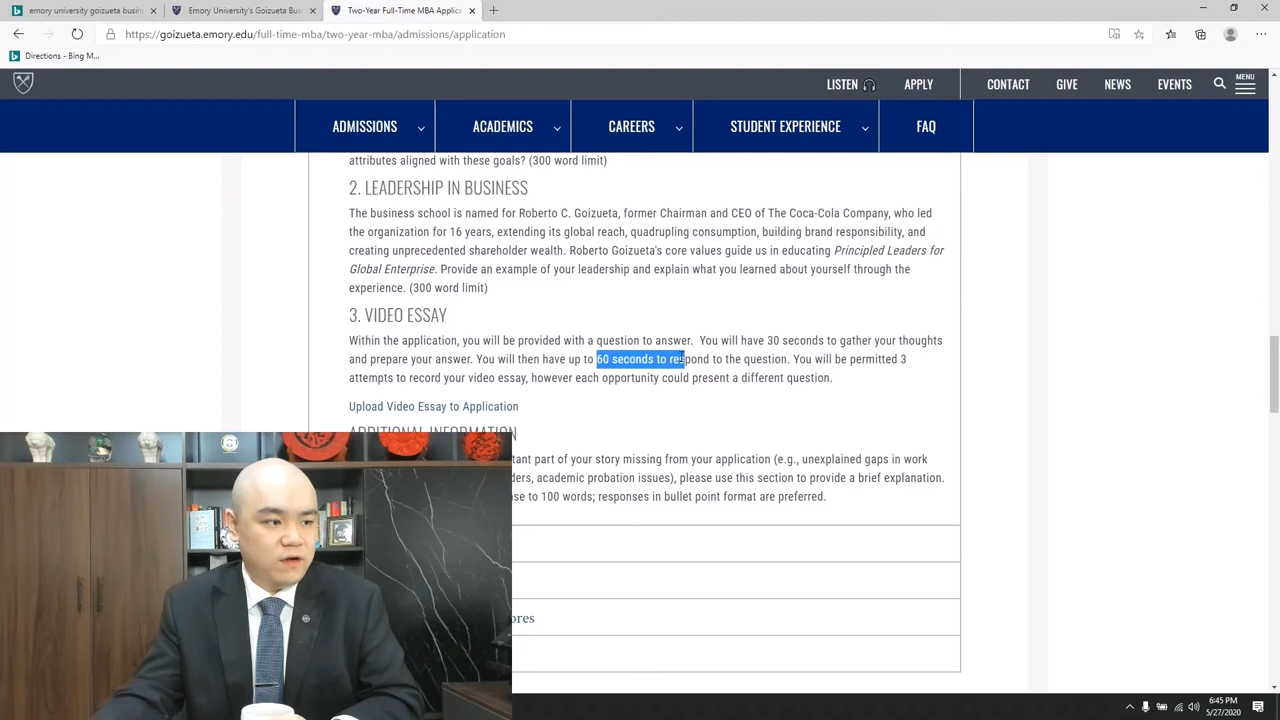 emory university goizueta busines
Emory University's Goizueta Busin
Two-Year Full-Time MBA Applicat
https://goizueta.emory.edu/full-time-mba/two-year-mba/admissions/application
Directions - Bing M...
LISTEN
APPLY
CONTACT
GIVE
NEWS
EVENTS
MENU
ADMISSIONS
ACADEMICS
CAREERS
STUDENT EXPERIENCE
FAQ
attributes aligned with these goals? (300 word limit)
2. LEADERSHIP IN BUSINESS
The business school is named for Roberto C. Goizueta, former Chairman and CEO of The Coca-Cola Company, who led
the organization for 16 years, extending its global reach, quadrupling consumption, building brand responsibility, and
creating unprecedented shareholder wealth. Roberto Goizueta's core values guide us in educating Principled Leaders for
Global Enterprise. Provide an example of your leadership and explain what you learned about yourself through the
experience. (300 word limit)
3. VIDEO ESSAY
Within the application, you will be provided with a question to answer. You will have 30 seconds to gather your thoughts
and prepare your answer. You will then have up to 60 seconds to respond to the question. You will be permitted 3
attempts to record your video essay, however each opportunity could present a different question.
Upload Video Essay to Application
ADDITIONAL INFORMATION
tant part of your story missing from your application (e.g., unexplained gaps in work
ders, academic probation issues), please use this section to provide a brief explanation.
se to 100 words; responses in bullet point format are preferred.
ores
6:45 PM
5/27/2020